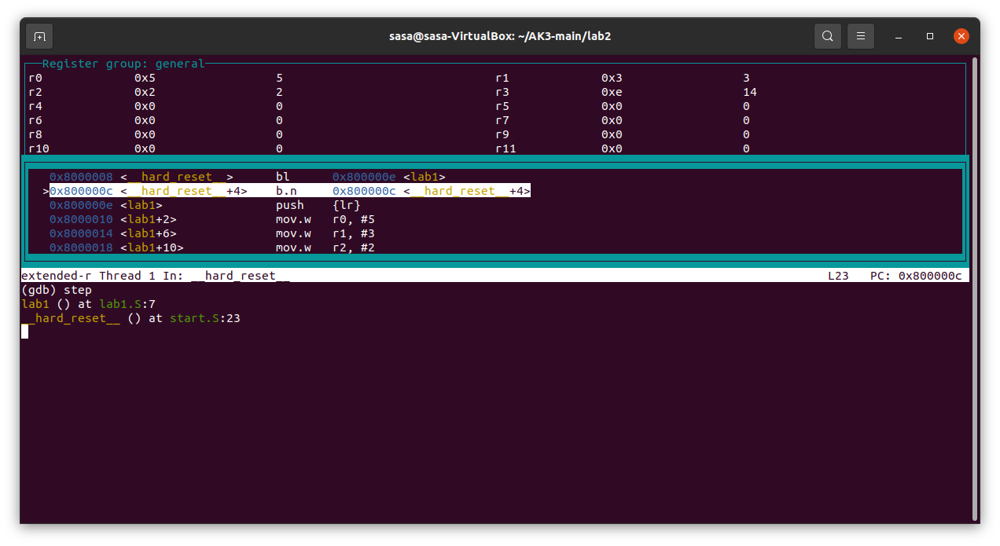 sasa@sasa-VirtualBox: ~/AK3-main/lab2
Register group: general
r0 0x5 5 r1 0x3 3
r2 0x2 2 r3 0xe 14
r4 0x0 0 r5 0x0 0
r6 0x0 0 r7 0x0 0
r8 0x0 0 r9 0x0 0
r10 0x0 0 r11 0x0 0
0x8000008 <__hard_reset__> bl 0x800000e <lab1>
>0x800000c <__hard_reset__+4> b.n 0x800000c <__hard_reset__+4>
0x800000e <lab1> push {lr}
0x8000010 <lab1+2> mov.w r0, #5
0x8000014 <lab1+6> mov.w r1, #3
0x8000018 <lab1+10> mov.w r2, #2
extended-r Thread 1 In: __hard_reset__ L23 PC: 0x800000c
(gdb) step
lab1 () at lab1.S:7
__hard_reset__ () at start.S:23